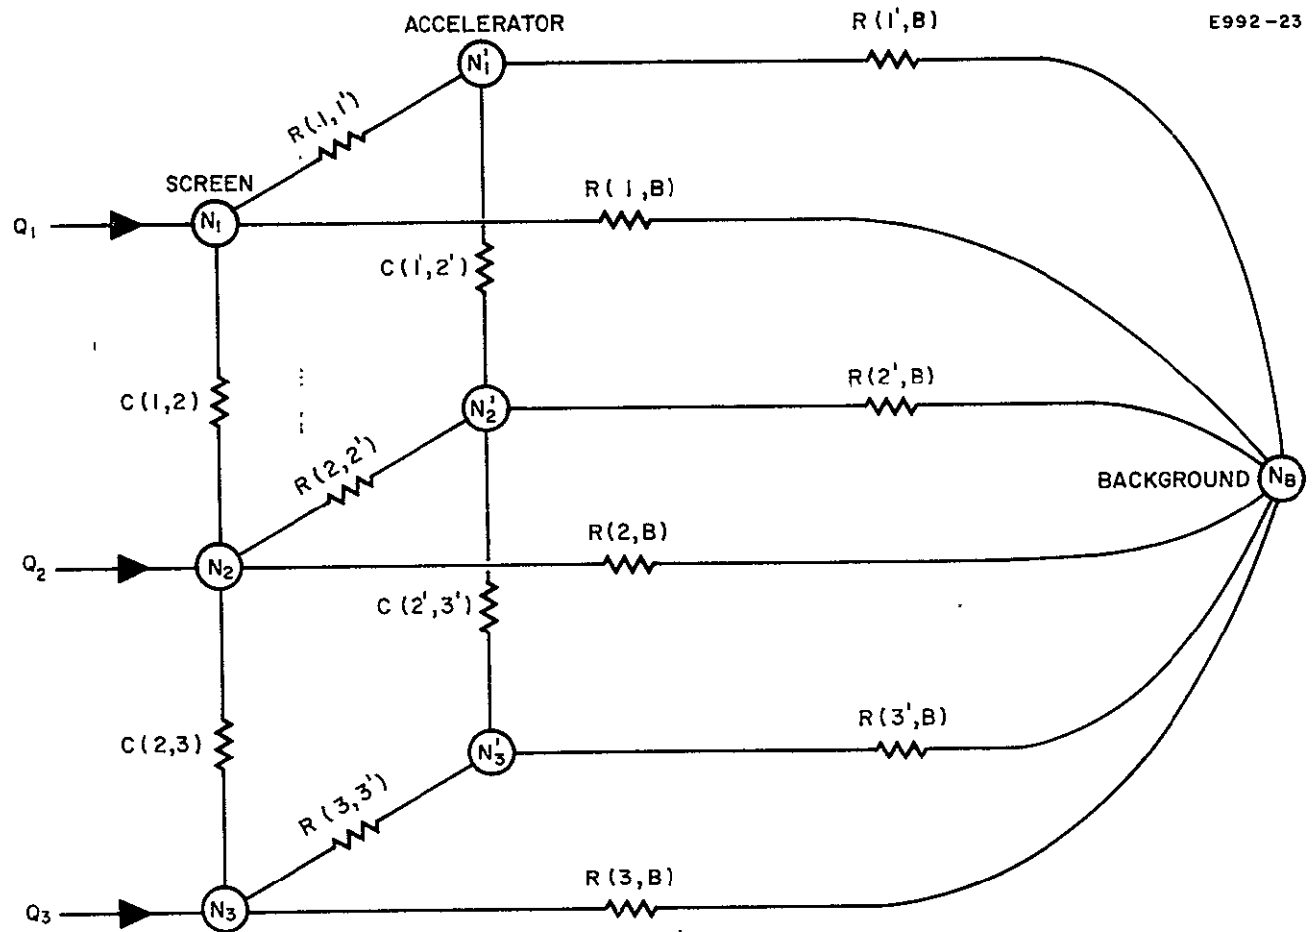 E992-23
ACCELERATOR
R(1',B)
N₁'
R(1,1')
SCREEN
R(1,B)
Q₁
N₁
C(1',2')
C(1,2)
R(2',B)
N₂'
R(2,2')
BACKGROUND
N_B
R(2,B)
Q₂
N₂
C(2',3')
R(3',B)
C(2,3)
N₃'
R(3,3')
R(3,B)
Q₃
N₃